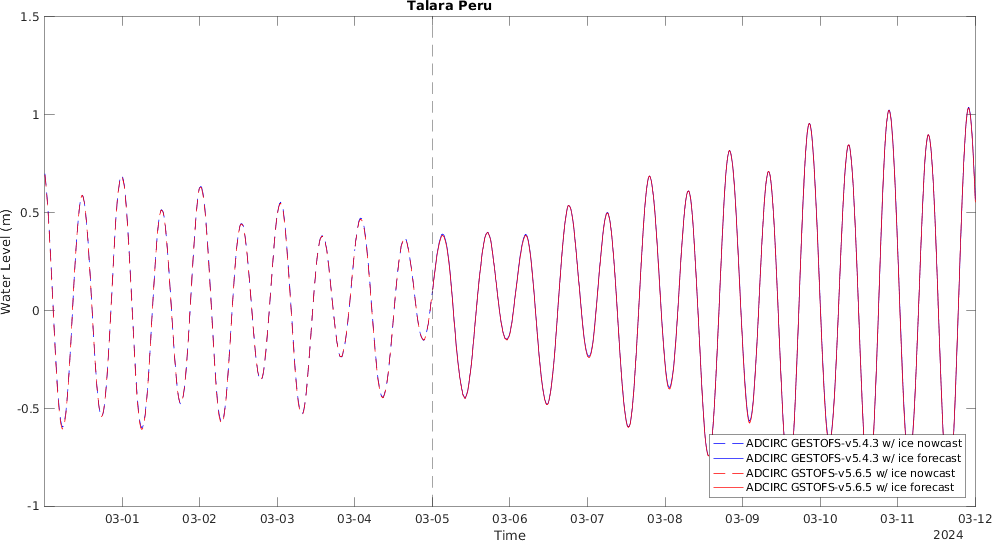 Talara Peru
1.5
1
0.5
0
-0.5
-1
Water Level (m)
ADCIRC GESTOFS-v5.4.3 w/ ice nowcast
ADCIRC GESTOFS-v5.4.3 w/ ice forecast
ADCIRC GSTOFS-v5.6.5 w/ ice nowcast
ADCIRC GSTOFS-v5.6.5 w/ ice forecast
03-01 03-02 03-03 03-04 03-05 03-06 03-07 03-08 03-09 03-10 03-11 03-12
Time
2024